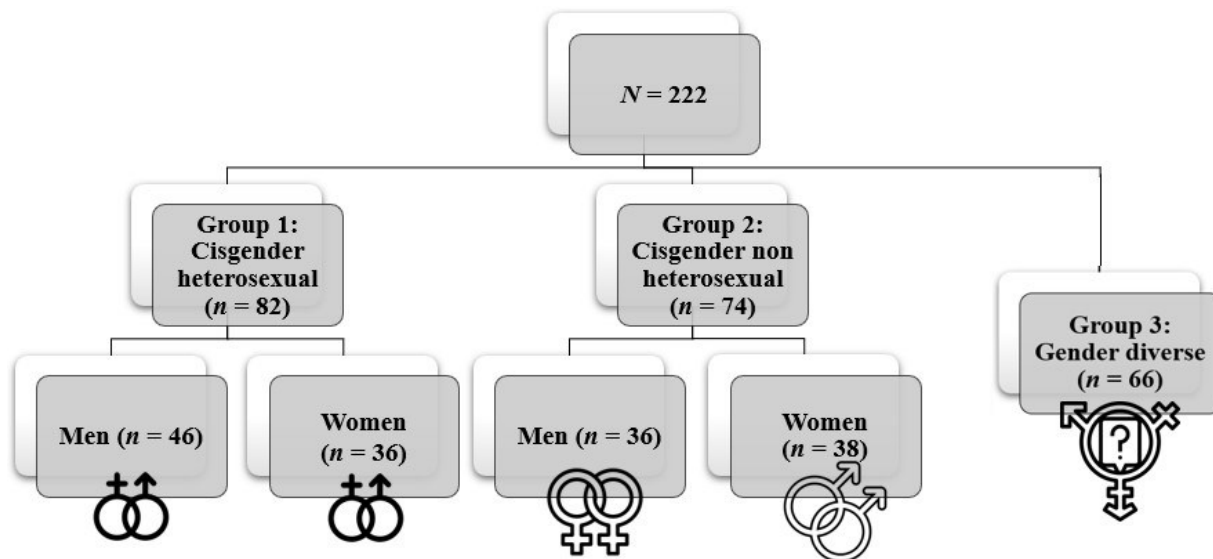 N = 222
Group 1:
Cisgender
heterosexual
(n = 82)
Group 2:
Cisgender non
heterosexual
(n = 74)
Group 3:
Gender diverse
(n = 66)
Men (n = 46)
Women
(n = 36)
Men (n = 36)
Women
(n = 38)
?